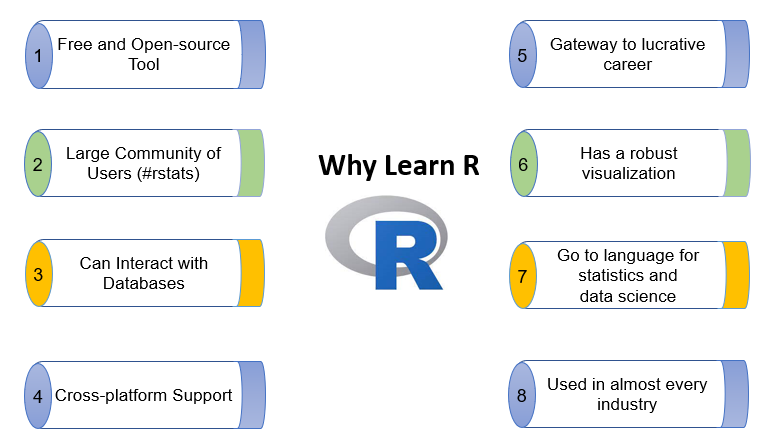 1
Free and Open-source
Tool
2
Large Community of
Users (#rstats)
3
Can Interact with
Databases
4
Cross-platform Support
Why Learn R
R
5
Gateway to lucrative
career
6
Has a robust
visualization
7
Go to language for
statistics and
data science
8
Used in almost every
industry